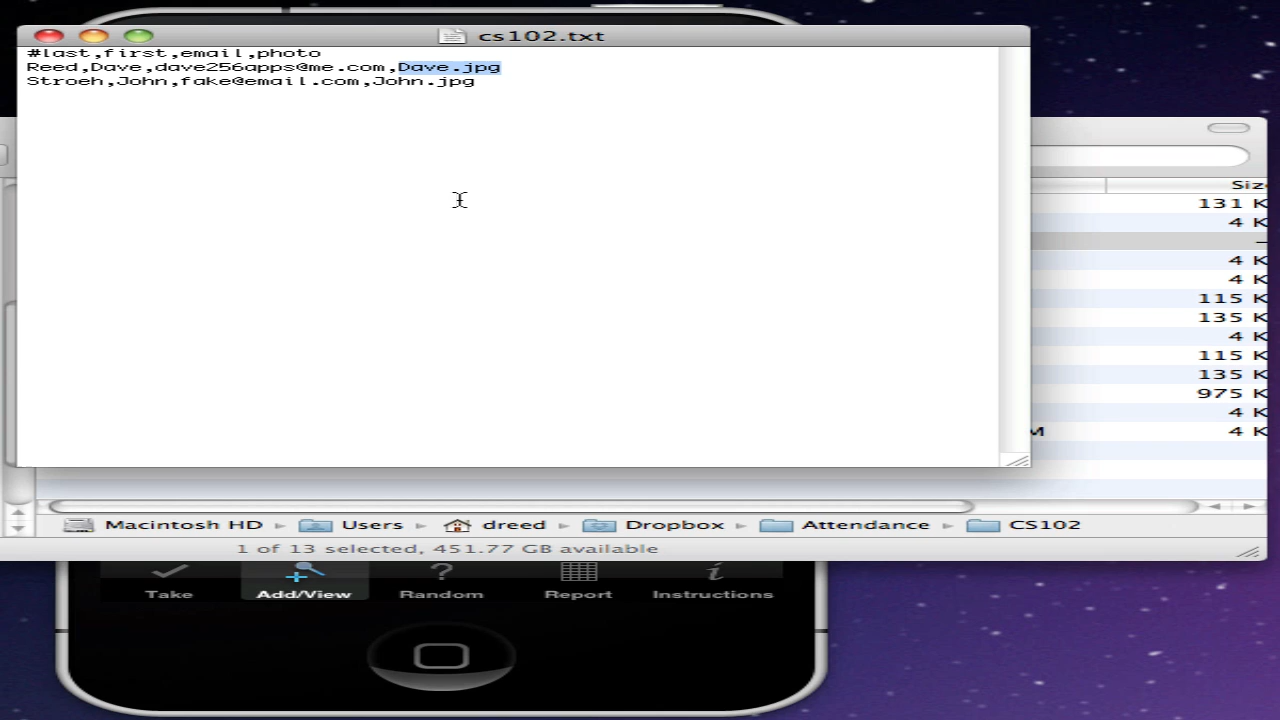 cs102.txt
#last,first,email,photo
Reed,Dave,dave256apps@me.com,Dave.jpg
Stroeh,John,fake@email.com,John.jpg
Siz
131 K
4 K
4 K
4 K
115 K
135 K
4 K
115 K
135 K
975 K
4 K
M 4 K
Macintosh HD Users dreed Dropbox Attendance CS102
1 of 13 selected, 451.77 GB available
Take Add/View Random Report Instructions